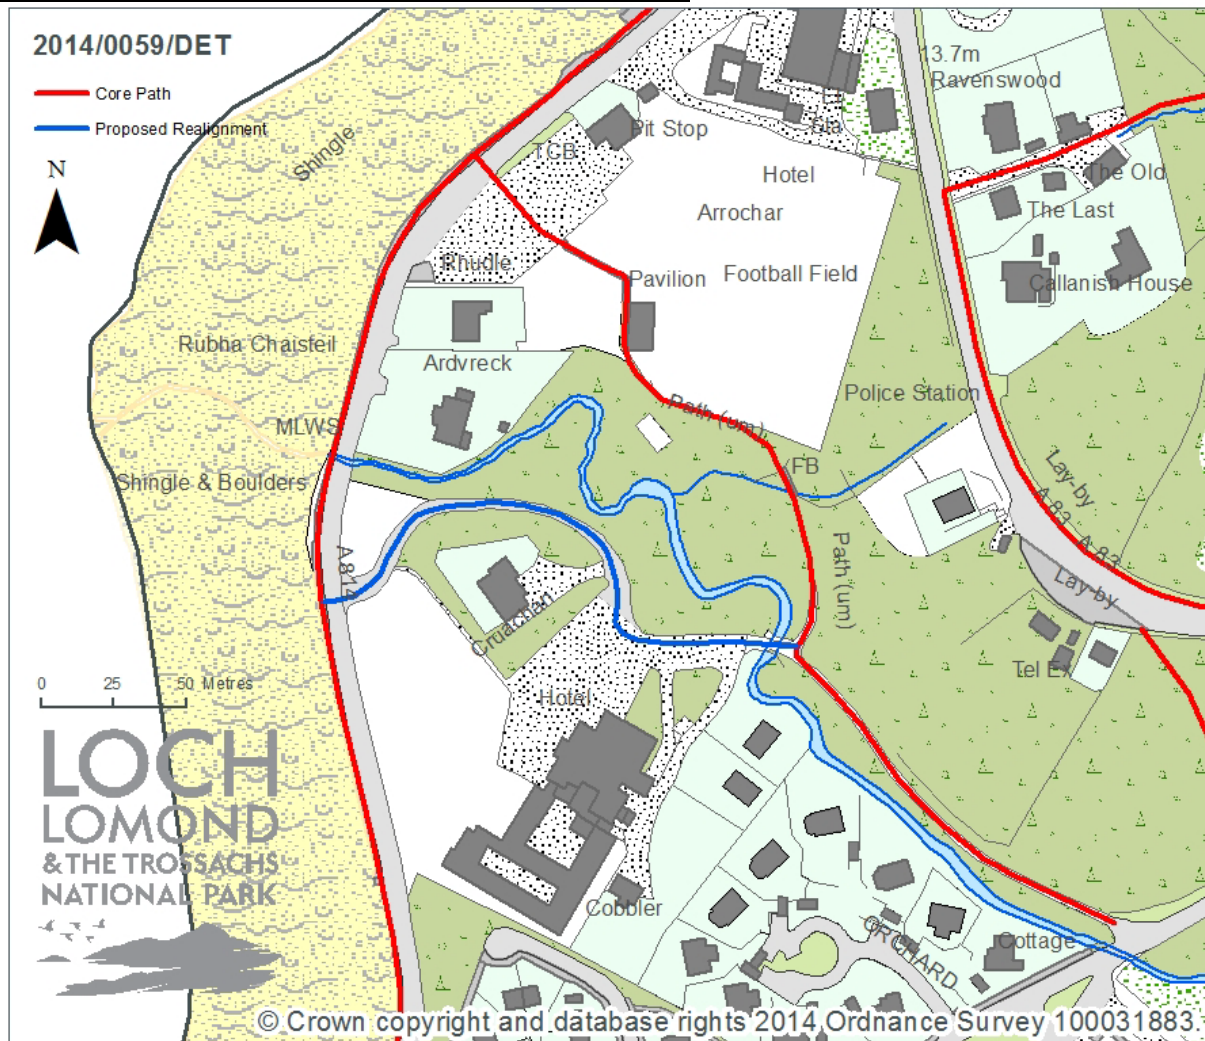 2014/0059/DET
Core Path
Proposed Realignment
N
Shingle
Pit Stop
TCB
Sta
13.7m
Ravenswood
Hotel
The Old
Arrochar
The Last
Rhudle
Pavilion
Football Field
Callanish House
Rubha Chaisteil
Ardvreck
Path (um)
Police Station
MLWS
FB
Shingle & Boulders
Lay-by
A 83
A 83
Lay-by
A 814
Path (um)
Cruachan
Tel Ex
0 25 50 Metres
Hotel
LOCH
LOMOND
& THE TROSSACHS
NATIONAL PARK
Cobbler
ORCHARD
Cottage
© Crown copyright and database rights 2014 Ordnance Survey 100031883.